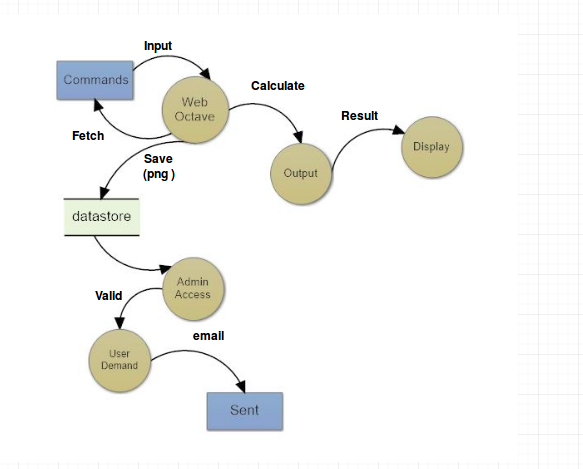 Input
Commands
Web
Octave
Calculate
Fetch
Result
Display
Save
(png )
Output
datastore
Admin
Access
Valid
User
Demand
email
Sent